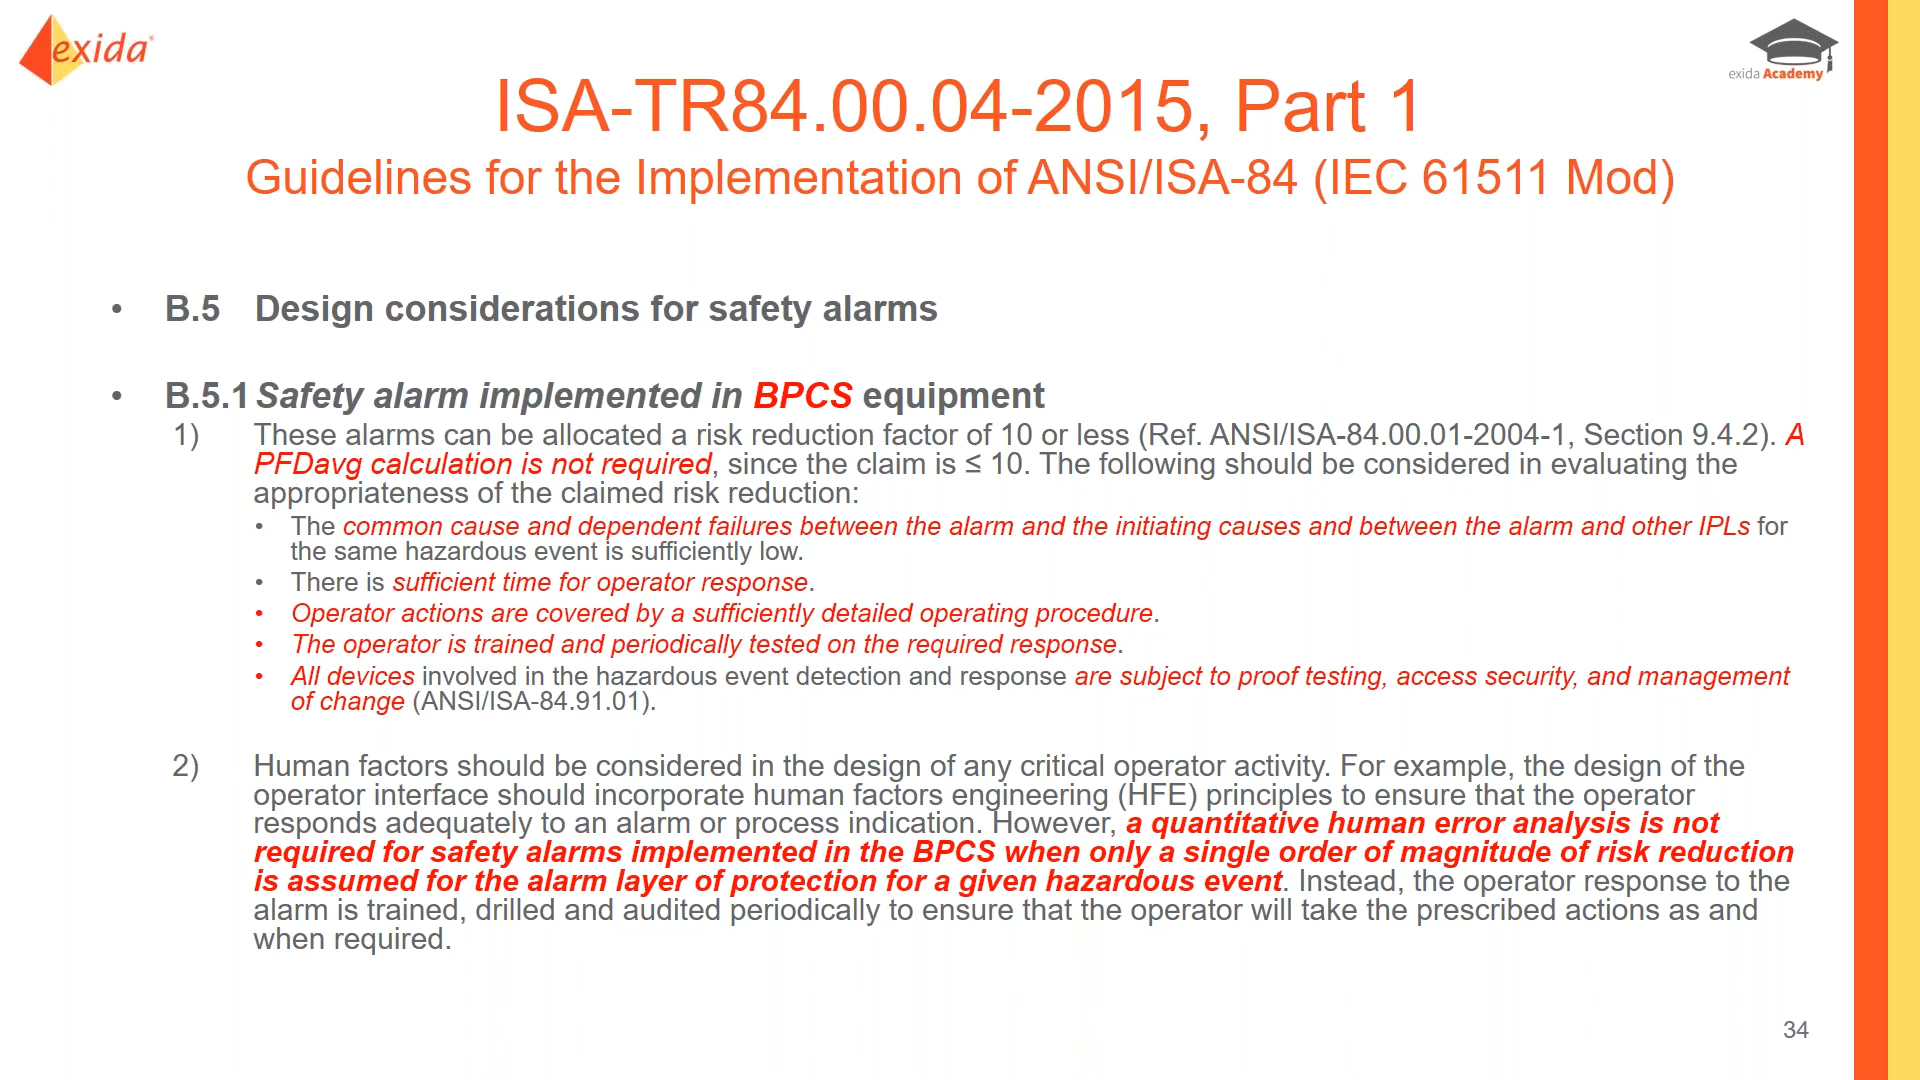 exida
exida Academy
ISA-TR84.00.04-2015, Part 1
Guidelines for the Implementation of ANSI/ISA-84 (IEC 61511 Mod)
• B.5 Design considerations for safety alarms
• B.5.1 Safety alarm implemented in BPCS equipment
1) These alarms can be allocated a risk reduction factor of 10 or less (Ref. ANSI/ISA-84.00.01-2004-1, Section 9.4.2). A
PFDavg calculation is not required, since the claim is ≤ 10. The following should be considered in evaluating the
appropriateness of the claimed risk reduction:
• The common cause and dependent failures between the alarm and the initiating causes and between the alarm and other IPLs for
the same hazardous event is sufficiently low.
• There is sufficient time for operator response.
• Operator actions are covered by a sufficiently detailed operating procedure.
• The operator is trained and periodically tested on the required response.
• All devices involved in the hazardous event detection and response are subject to proof testing, access security, and management
of change (ANSI/ISA-84.91.01).
2) Human factors should be considered in the design of any critical operator activity. For example, the design of the
operator interface should incorporate human factors engineering (HFE) principles to ensure that the operator
responds adequately to an alarm or process indication. However, a quantitative human error analysis is not
required for safety alarms implemented in the BPCS when only a single order of magnitude of risk reduction
is assumed for the alarm layer of protection for a given hazardous event. Instead, the operator response to the
alarm is trained, drilled and audited periodically to ensure that the operator will take the prescribed actions as and
when required.
34